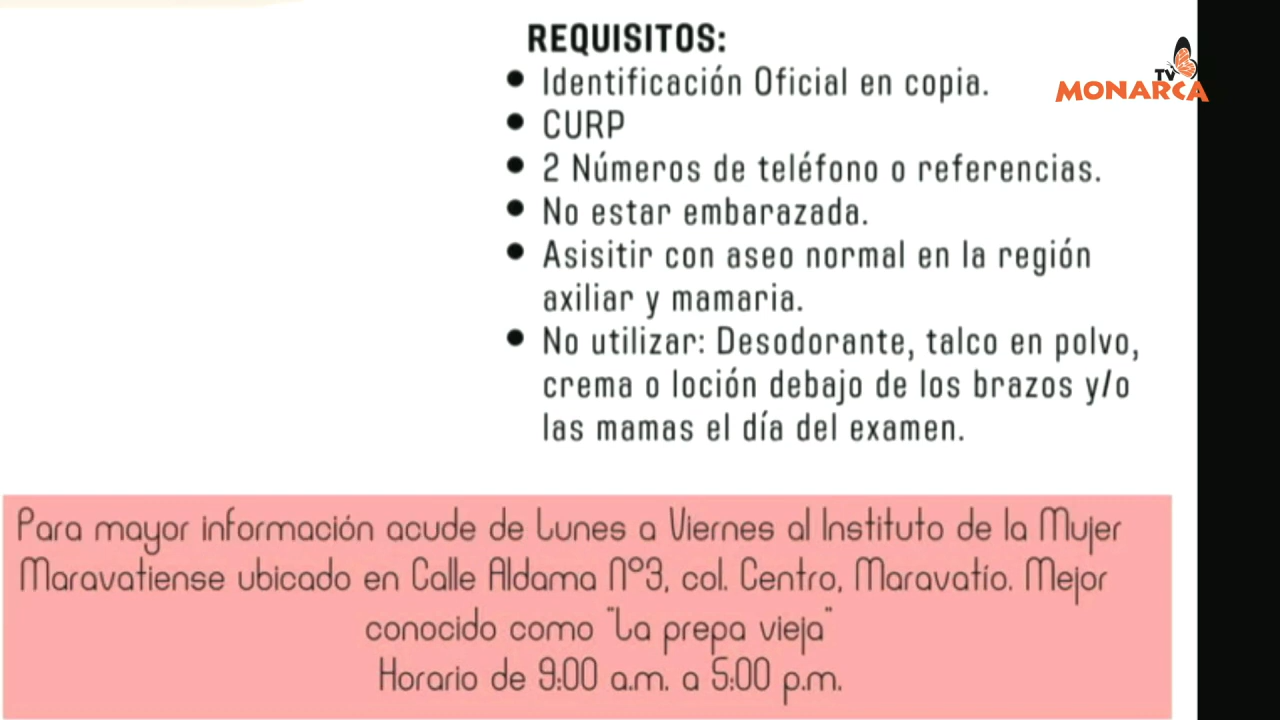 REQUISITOS:
TV
MONARCA
• Identificación Oficial en copia.
• CURP
• 2 Números de teléfono o referencias.
• No estar embarazada.
• Asisitir con aseo normal en la región
axiliar y mamaria.
• No utilizar: Desodorante, talco en polvo,
crema o loción debajo de los brazos y/o
las mamas el día del examen.
Para mayor información acude de Lunes a Viernes al Instituto de la Mujer
Maravatiense ubicado en Calle Aldama N°3, col. Centro, Maravatío. Mejor
conocido como "La prepa vieja"
Horario de 9:00 a.m. a 5:00 p.m.